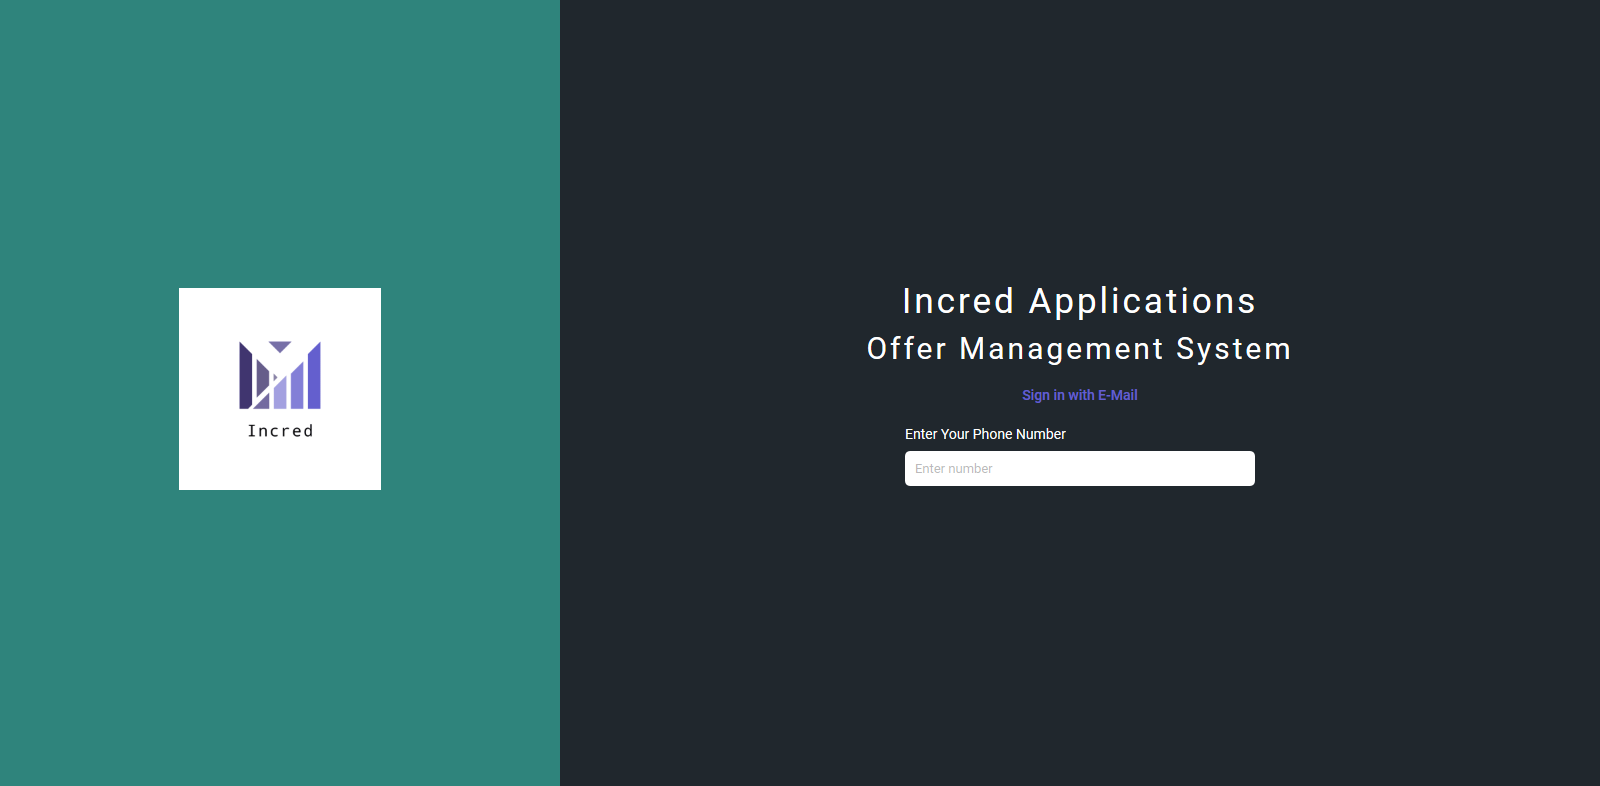 Incred
Incred Applications
Offer Management System
Sign in with E-Mail
Enter Your Phone Number
Enter number